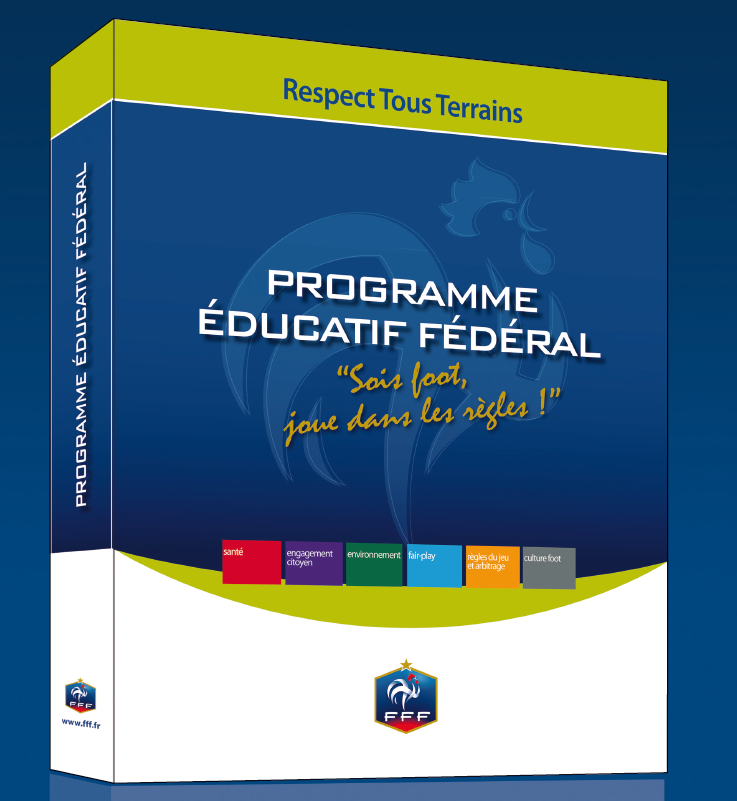 Respect Tous Terrains
PROGRAMME
ÉDUCATIF FÉDÉRAL
“Sois foot,
joue dans les règles !”
santé
engagement
citoyen
environnement
fair-play
règles du jeu
et arbitrage
culture foot
FFF
PROGRAMME ÉDUCATIF FÉDÉRAL
FFF
www.fff.fr